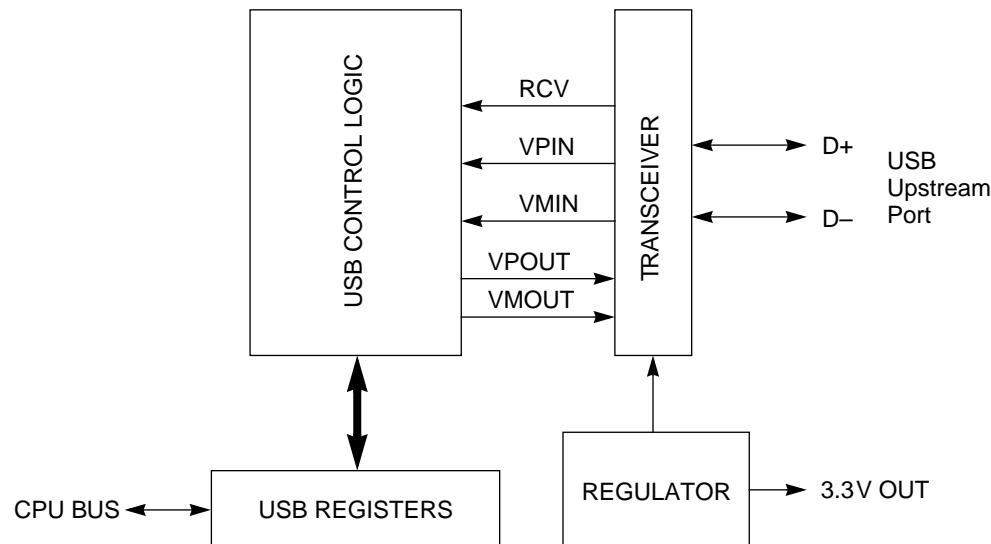 USB CONTROL LOGIC
RCV
VPIN
VMIN
VPOUT
VMOUT
TRANSCEIVER
D+
D–
USB
Upstream
Port
CPU BUS
USB REGISTERS
REGULATOR
3.3V OUT